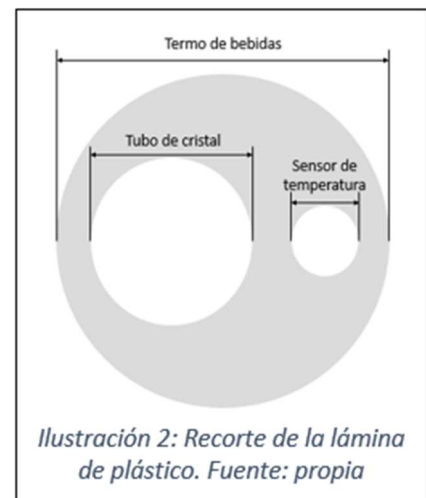 Termo de bebidas
Tubo de cristal
Sensor de
temperatura
Ilustración 2: Recorte de la lámina
de plástico. Fuente: propia